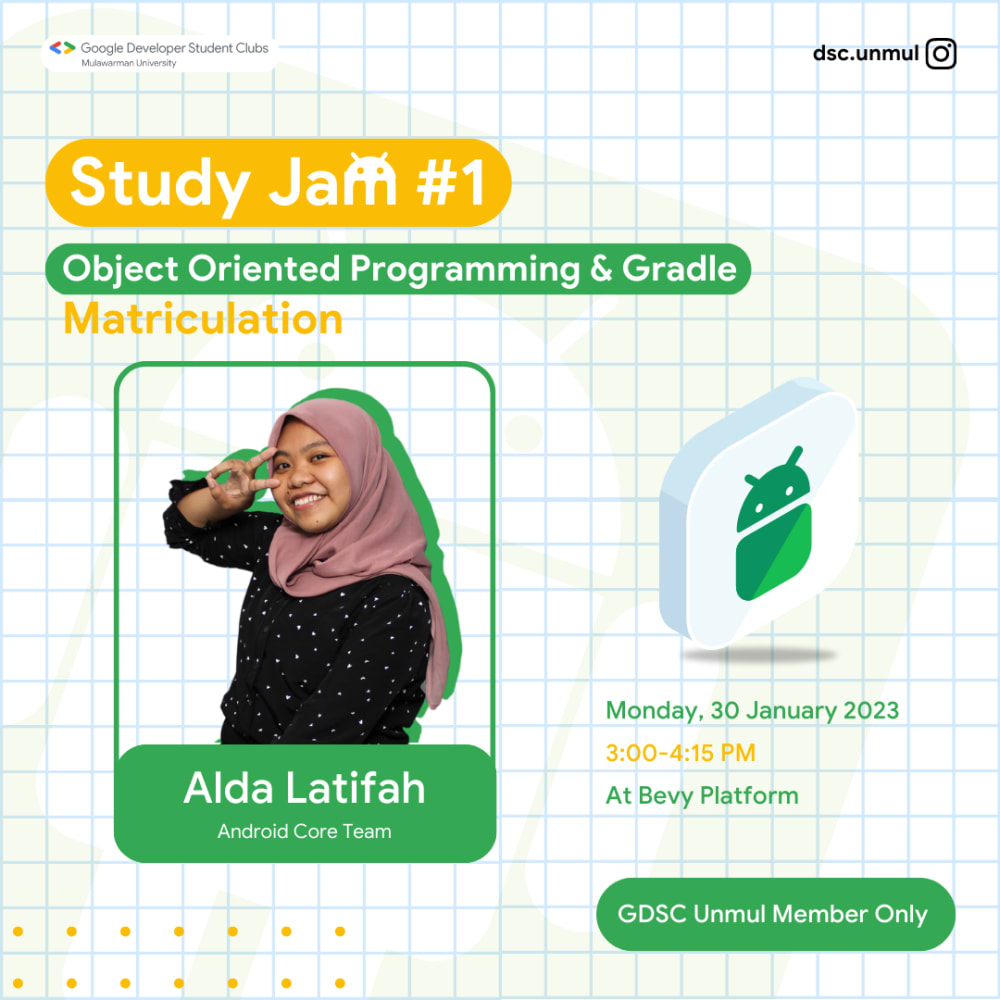 Google Developer Student Clubs
Mulawarman University
dsc.unmul
Study Jam #1
Object Oriented Programming & Gradle
Matriculation
Alda Latifah
Android Core Team
Monday, 30 January 2023
3:00-4:15 PM
At Bevy Platform
GDSC Unmul Member Only